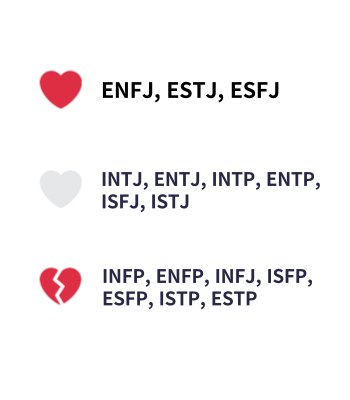 ENFJ, ESTJ, ESFJ
INTJ, ENTJ, INTP, ENTP,
ISFJ, ISTJ
INFP, ENFP, INFJ, ISFP,
ESFP, ISTP, ESTP